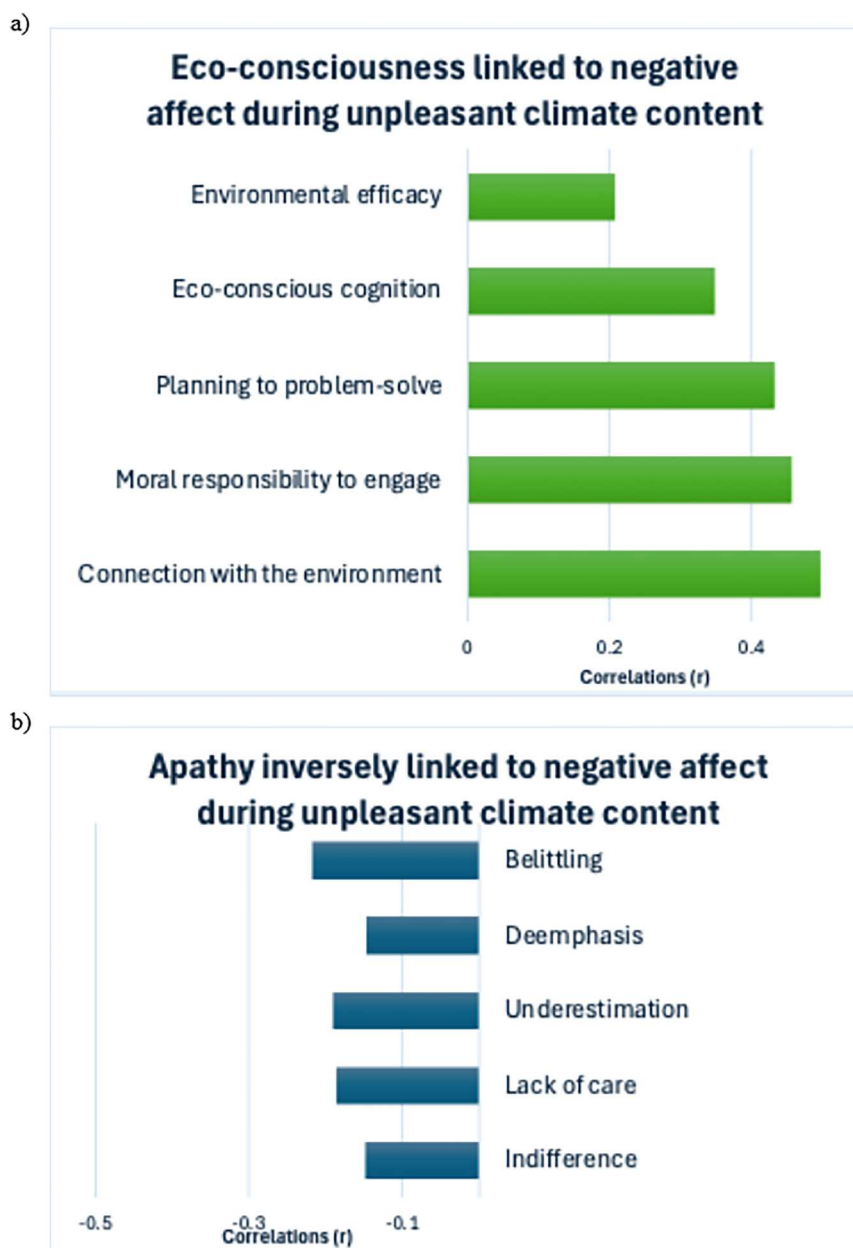 a)
Eco-consciousness linked to negative
affect during unpleasant climate content
Environmental efficacy
Eco-conscious cognition
Planning to problem-solve
Moral responsibility to engage
Connection with the environment
0 0.2 0.4
Correlations (r)
b)
Apathy inversely linked to negative affect
during unpleasant climate content
Belittling
Deemphasis
Underestimation
Lack of care
Indifference
-0.5 -0.3 -0.1
Correlations (r)